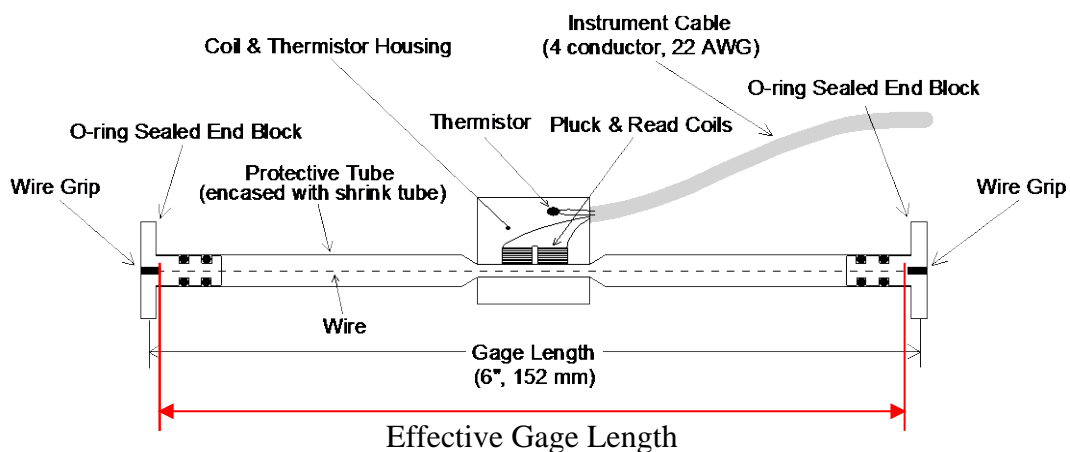 Instrument Cable
(4 conductor, 22 AWG)
Coil & Thermistor Housing
O-ring Sealed End Block
Thermistor
Pluck & Read Coils
O-ring Sealed End Block
Protective Tube
(encased with shrink tube)
Wire Grip
Wire Grip
Wire
Gage Length
(6", 152 mm)
Effective Gage Length